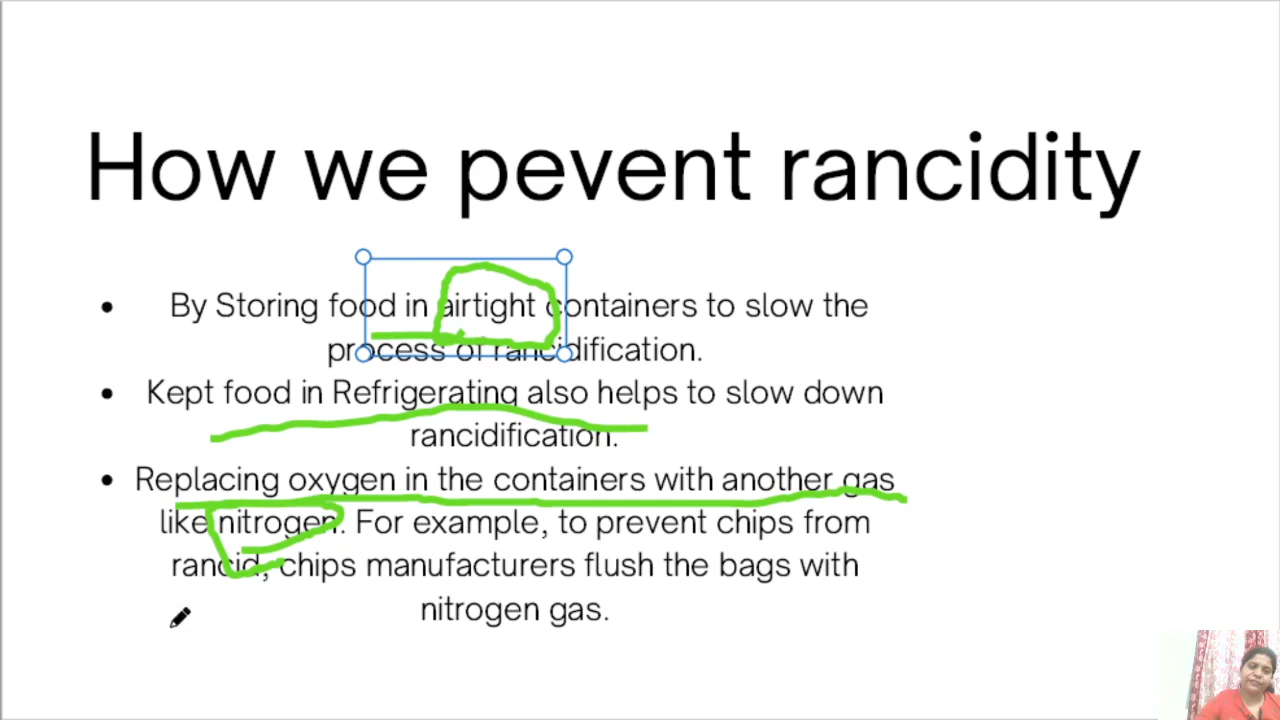 How we pevent rancidity
• By Storing food in airtight containers to slow the
process of rancidification.
• Kept food in Refrigerating also helps to slow down
rancidification.
• Replacing oxygen in the containers with another gas
like nitrogen. For example, to prevent chips from
rancid, chips manufacturers flush the bags with
nitrogen gas.